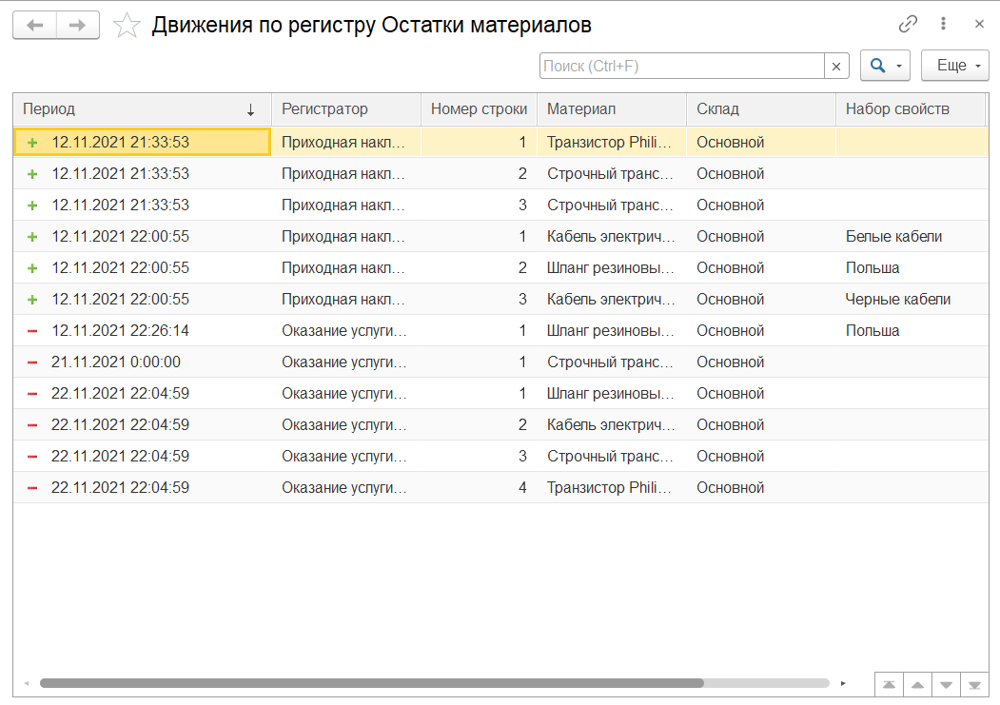 Движения по регистру Остатки материалов
Поиск (Ctrl+F) × Еще
Период ↓ Регистратор Номер строки Материал Склад Набор свойств
+ 12.11.2021 21:33:53 Приходная накл... 1 Транзистор Phili... Основной
+ 12.11.2021 21:33:53 Приходная накл... 2 Строчный транс... Основной
+ 12.11.2021 21:33:53 Приходная накл... 3 Строчный транс... Основной
+ 12.11.2021 22:00:55 Приходная накл... 1 Кабель электрич... Основной Белые кабели
+ 12.11.2021 22:00:55 Приходная накл... 2 Шланг резиновы... Основной Польша
+ 12.11.2021 22:00:55 Приходная накл... 3 Кабель электрич... Основной Черные кабели
− 12.11.2021 22:26:14 Оказание услуги... 1 Шланг резиновы... Основной Польша
− 21.11.2021 0:00:00 Оказание услуги... 1 Строчный транс... Основной
− 22.11.2021 22:04:59 Оказание услуги... 1 Шланг резиновы... Основной
− 22.11.2021 22:04:59 Оказание услуги... 2 Кабель электрич... Основной
− 22.11.2021 22:04:59 Оказание услуги... 3 Строчный транс... Основной
− 22.11.2021 22:04:59 Оказание услуги... 4 Транзистор Phili... Основной